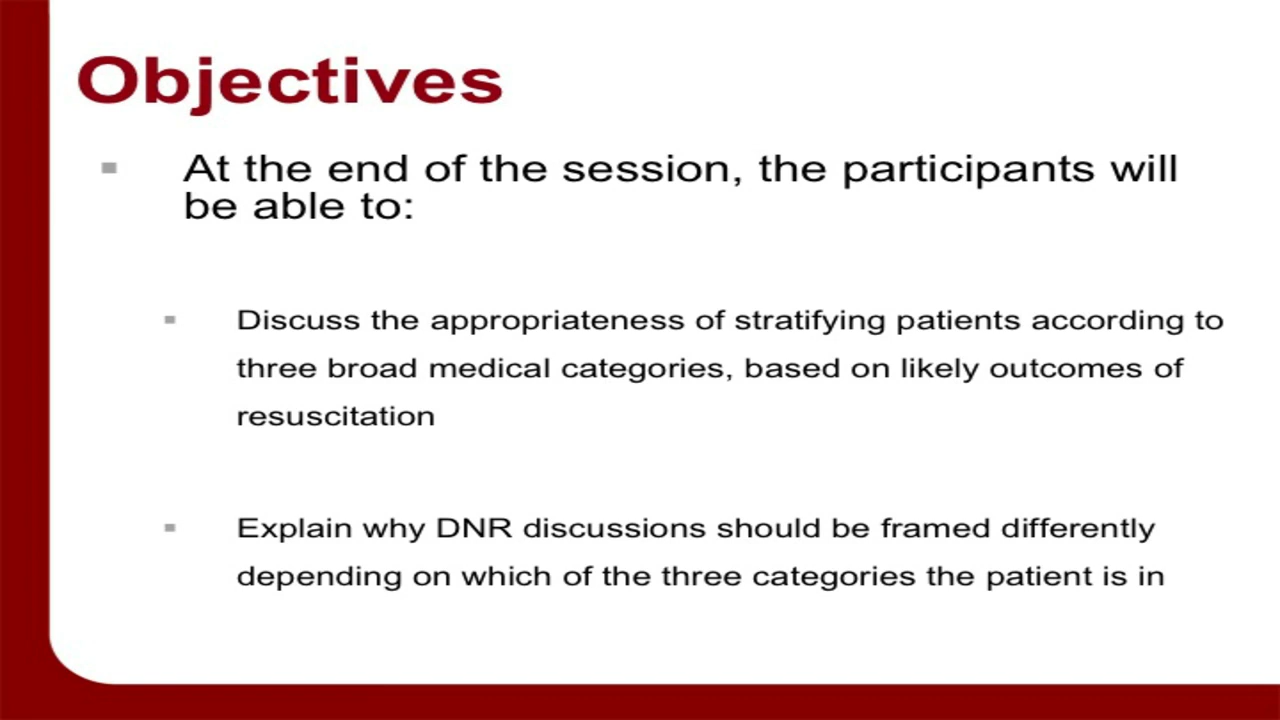 Objectives
At the end of the session, the participants will
be able to:
Discuss the appropriateness of stratifying patients according to
three broad medical categories, based on likely outcomes of
resuscitation
Explain why DNR discussions should be framed differently
depending on which of the three categories the patient is in